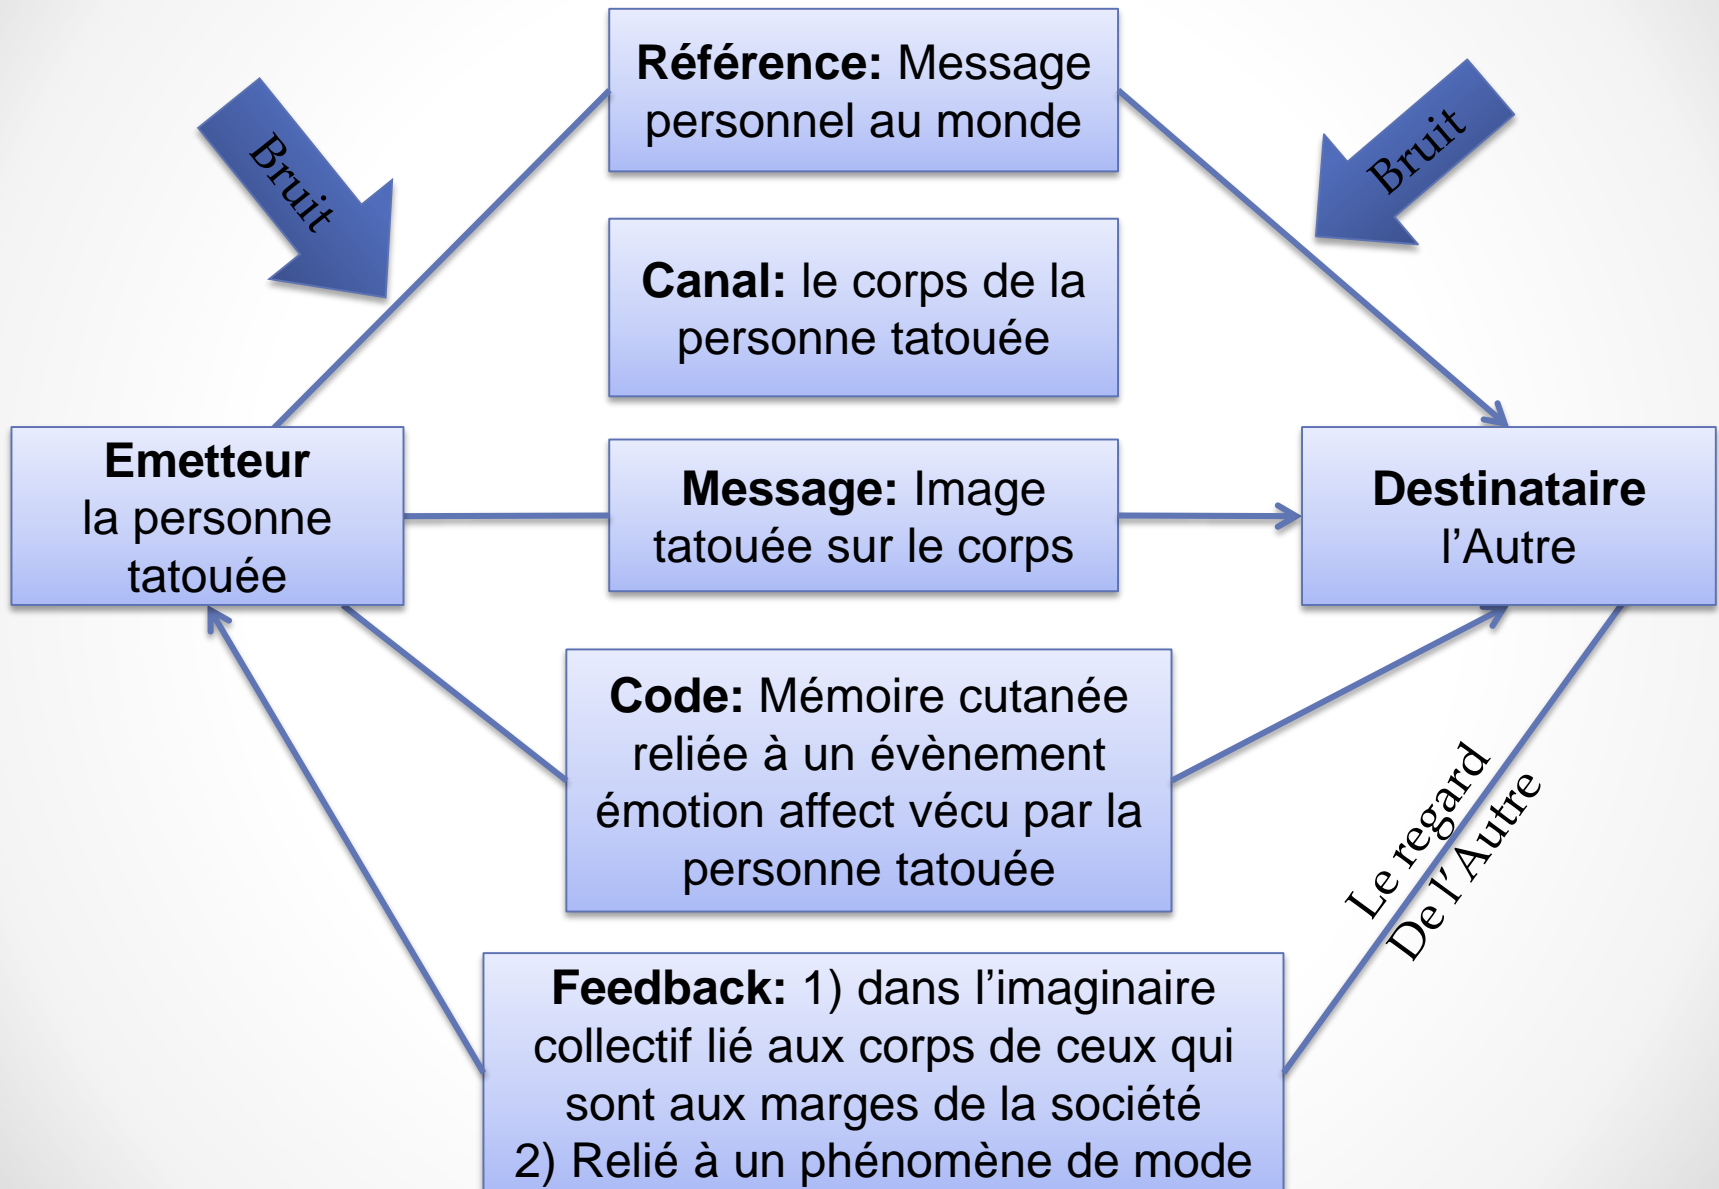 Référence: Message
personnel au monde
Bruit
Bruit
Canal: le corps de la
personne tatouée
Emetteur
la personne
tatouée
Message: Image
tatouée sur le corps
Destinataire
l’Autre
Code: Mémoire cutanée
reliée à un évènement
émotion affect vécu par la
personne tatouée
Le regard
De l’Autre
Feedback: 1) dans l’imaginaire
collectif lié aux corps de ceux qui
sont aux marges de la société
2) Relié à un phénomène de mode